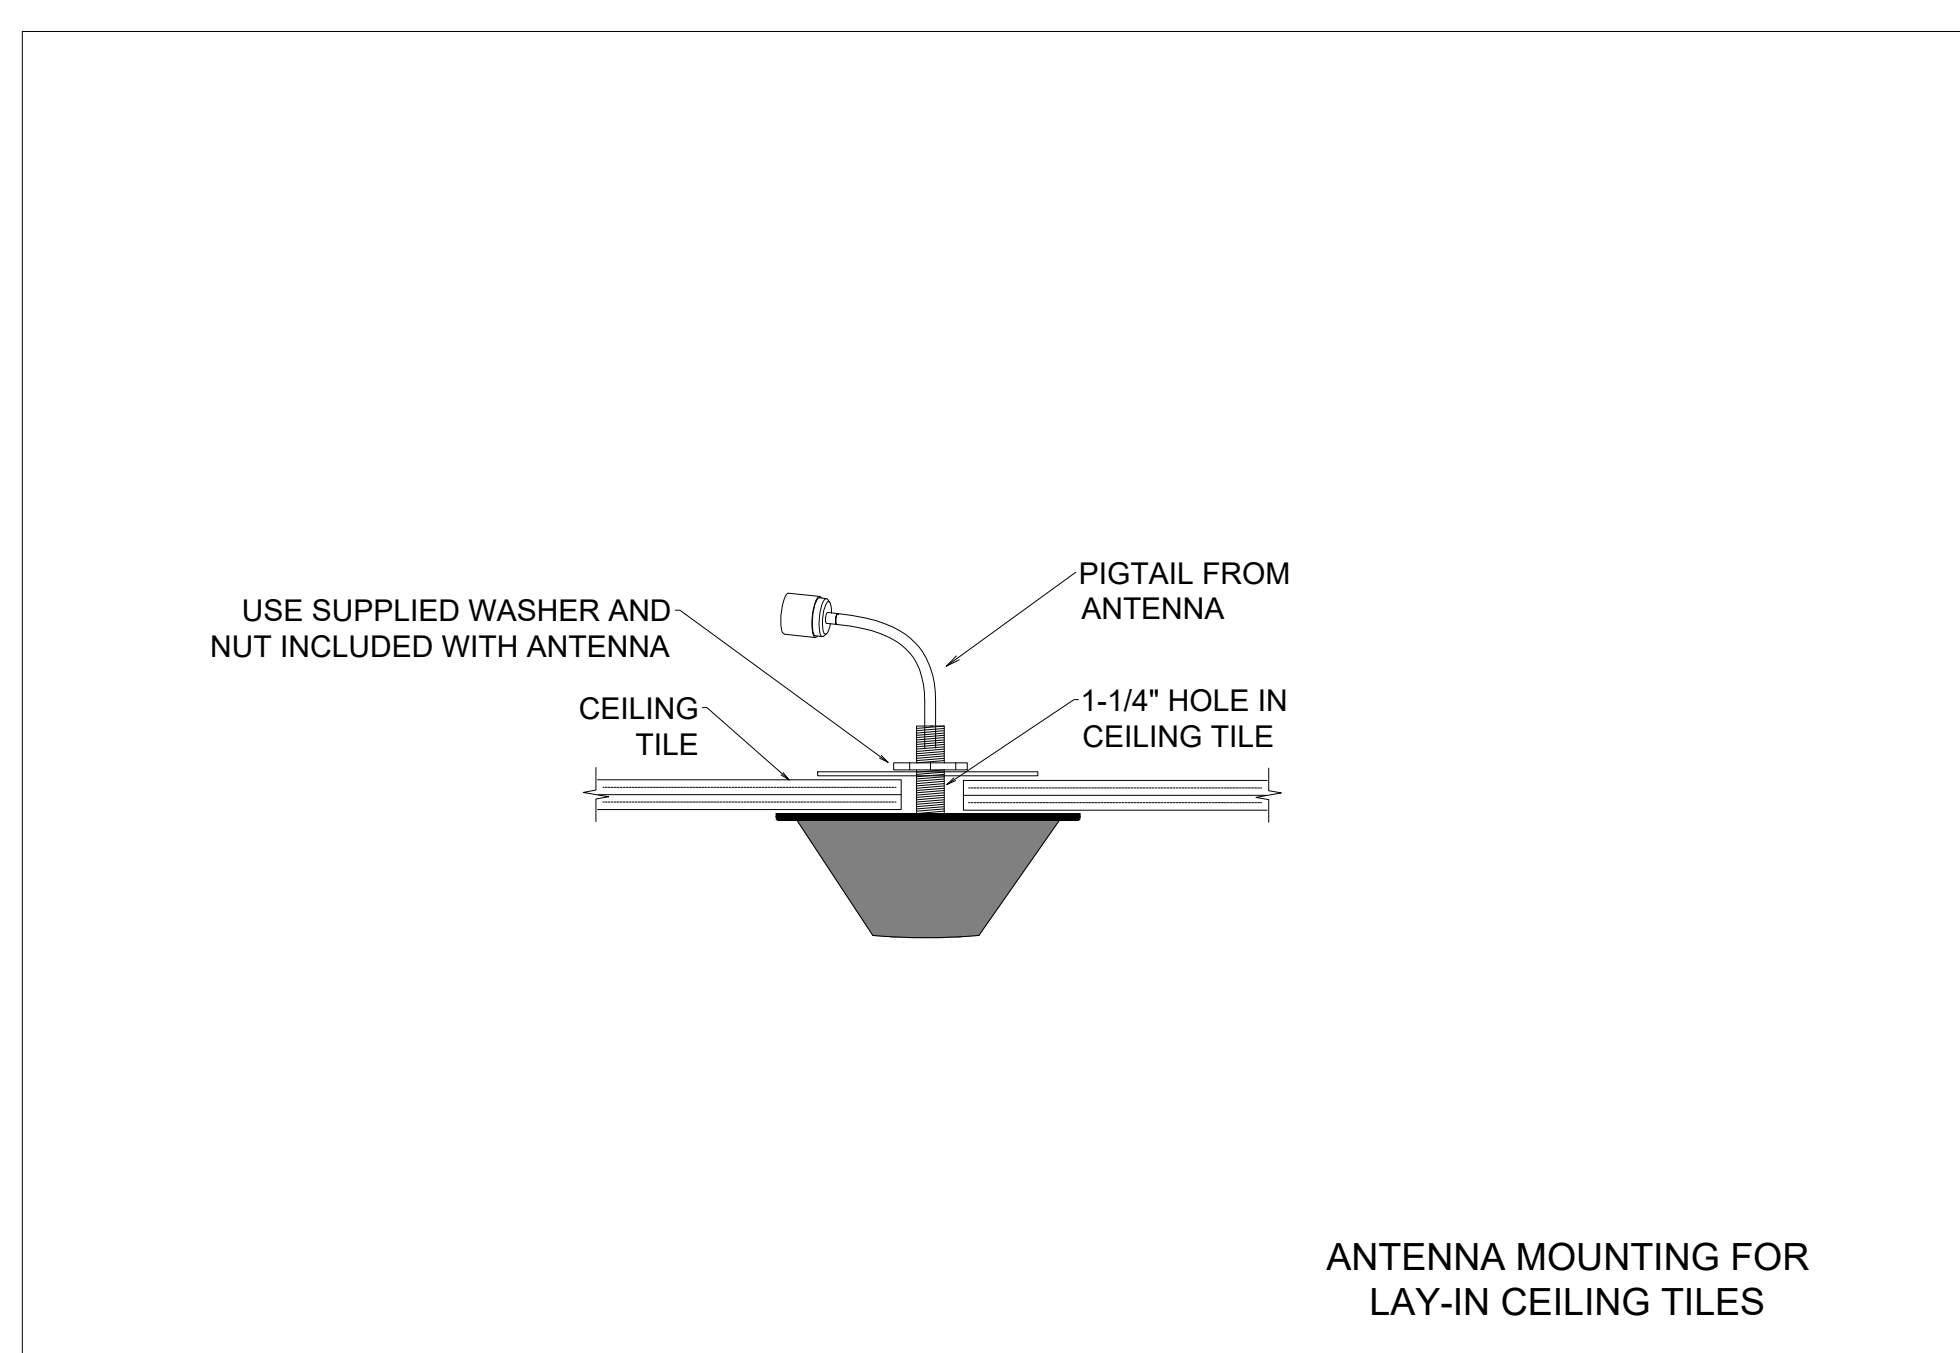 PIGTAIL FROM
ANTENNA
USE SUPPLIED WASHER AND
NUT INCLUDED WITH ANTENNA
CEILING
TILE
1-1/4" HOLE IN
CEILING TILE
ANTENNA MOUNTING FOR
LAY-IN CEILING TILES